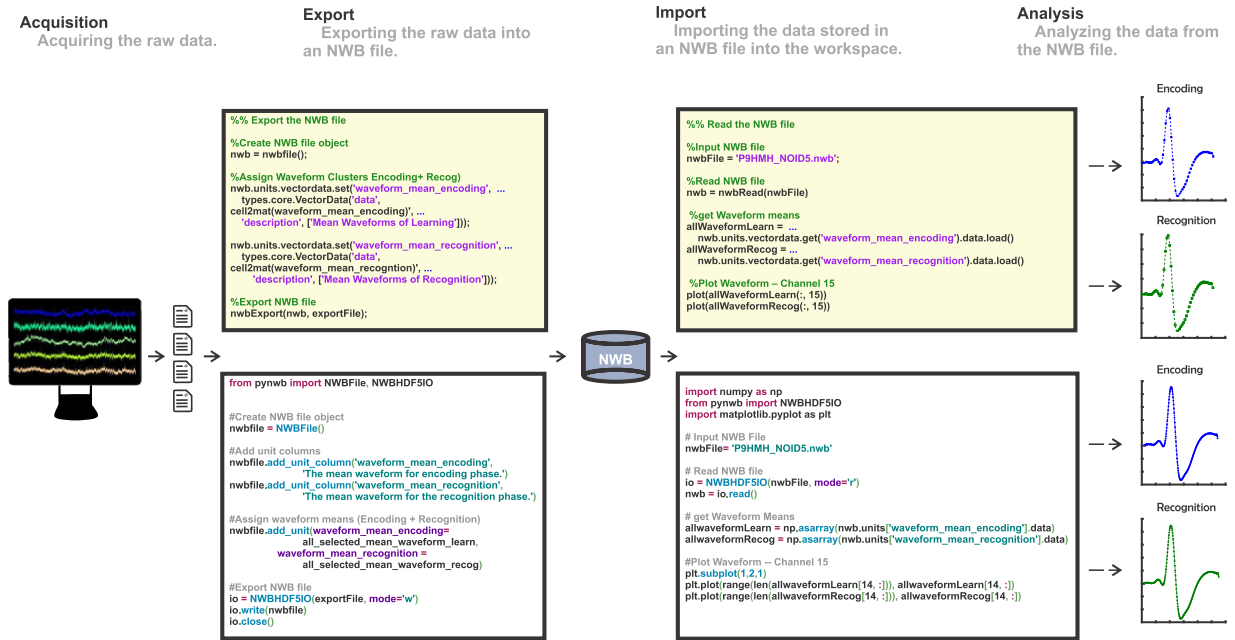 Acquisition
Acquiring the raw data.
Export
Exporting the raw data into
an NWB file.
Import
Importing the data stored in
an NWB file into the workspace.
Analysis
Analyzing the data from
the NWB file.
%% Export the NWB file
%Create NWB file object
nwb = nwbfile();
%Assign Waveform Clusters Encoding+ Recog)
nwb.units.vectordata.set('waveform_mean_encoding', ...
types.core.VectorData('data',
cell2mat(waveform_mean_encoding)', ...
'description', ['Mean Waveforms of Learning']));
nwb.units.vectordata.set('waveform_mean_recognition', ...
types.core.VectorData('data',
cell2mat(waveform_mean_recogntion)', ...
'description', ['Mean Waveforms of Recognition']));
%Export NWB file
nwbExport(nwb, exportFile);
from pynwb import NWBFile, NWBHDF5IO
#Create NWB file object
nwbfile = NWBFile()
#Add unit columns
nwbfile.add_unit_column('waveform_mean_encoding',
'The mean waveform for encoding phase.')
nwbfile.add_unit_column('waveform_mean_recognition',
'The mean waveform for the recognition phase.')
#Assign waveform means (Encoding + Recognition)
nwbfile.add_unit(waveform_mean_encoding=
all_selected_mean_waveform_learn,
waveform_mean_recognition =
all_selected_mean_waveform_recog)
#Export NWB file
io = NWBHDF5IO(exportFile, mode='w')
io.write(nwbfile)
io.close()
NWB
%% Read the NWB file
%Input NWB file
nwbFile = 'P9HMH_NOID5.nwb';
%Read NWB file
nwb = nwbRead(nwbFile)
%get Waveform means
allWaveformLearn = ...
nwb.units.vectordata.get('waveform_mean_encoding').data.load()
allWaveformRecog = ...
nwb.units.vectordata.get('waveform_mean_recognition').data.load()
%Plot Waveform – Channel 15
plot(allWaveformLearn(:, 15))
plot(allWaveformRecog(:, 15))
import numpy as np
from pynwb import NWBHDF5IO
import matplotlib.pyplot as plt
# Input NWB File
nwbFile= 'P9HMH_NOID5.nwb'
# Read NWB file
io = NWBHDF5IO(nwbFile, mode='r')
nwb = io.read()
# get Waveform Means
allwaveformLearn = np.asarray(nwb.units['waveform_mean_encoding'].data)
allwaveformRecog = np.asarray(nwb.units['waveform_mean_recognition'].data)
#Plot Waveform -- Channel 15
plt.subplot(1,2,1)
plt.plot(range(len(allwaveformLearn[14, :])), allwaveformLearn[14, :])
plt.plot(range(len(allwaveformRecog[14, :])), allwaveformRecog[14, :])
Encoding
Recognition
Encoding
Recognition